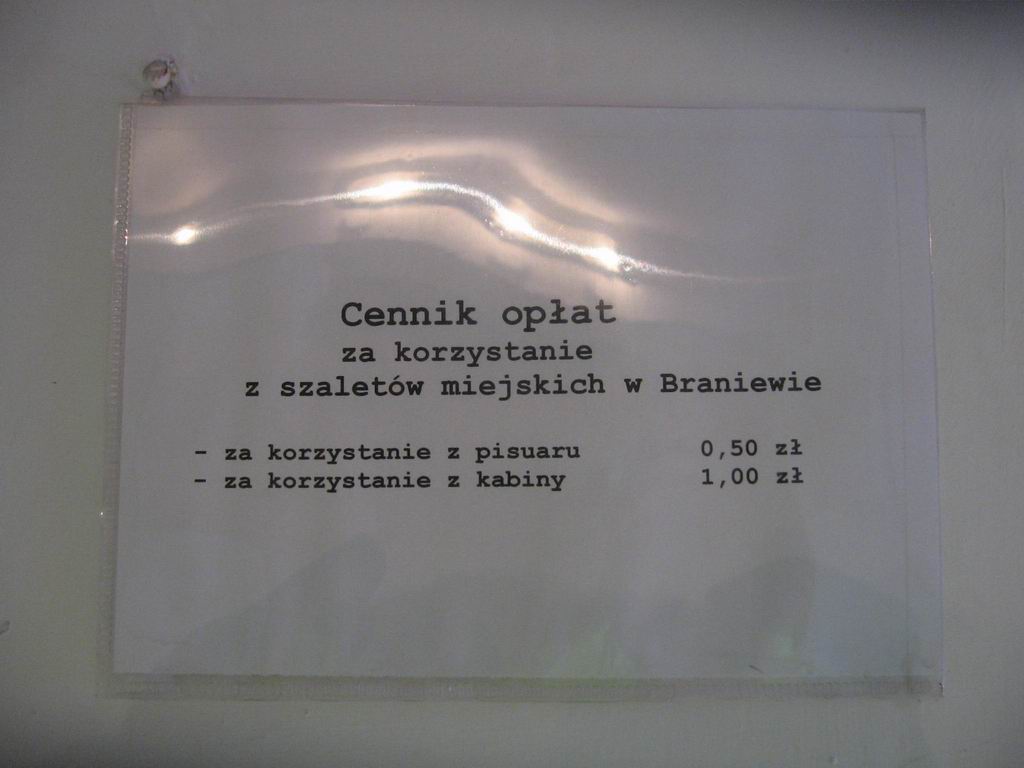 Cennik opłat
za korzystanie
z szaletów miejskich w Braniewie
- za korzystanie z pisuaru 0,50 zł
- za korzystanie z kabiny 1,00 zł